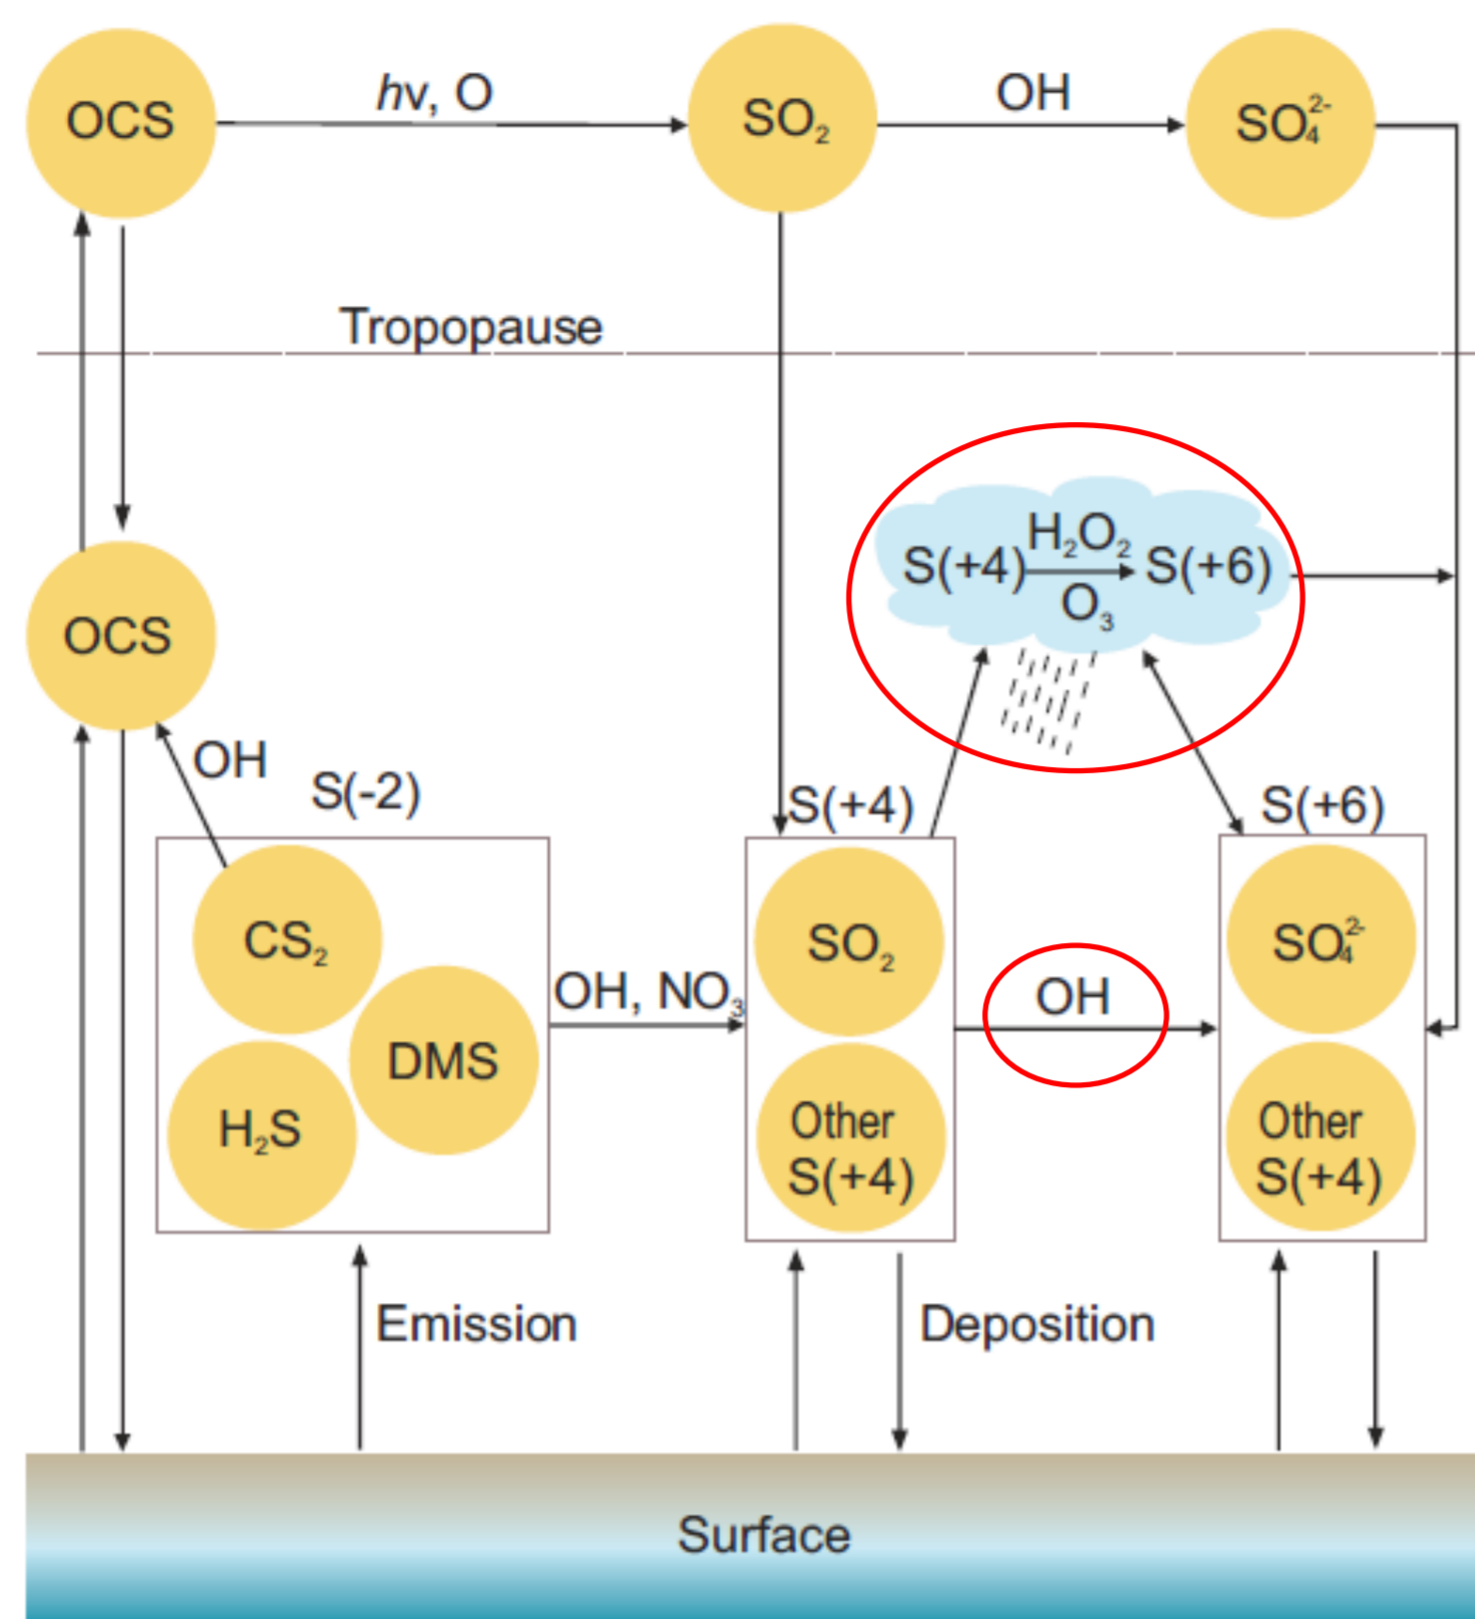 OCS
hv, O
SO₂
OH
SO₄²⁻
Tropopause
H₂O₂
S(+4)
S(+6)
O₃
OCS
OH
S(-2)
S(+4)
S(+6)
CS₂
DMS
H₂S
OH, NO₃
SO₂
Other
S(+4)
OH
SO₄²⁻
Other
S(+4)
Emission
Deposition
Surface